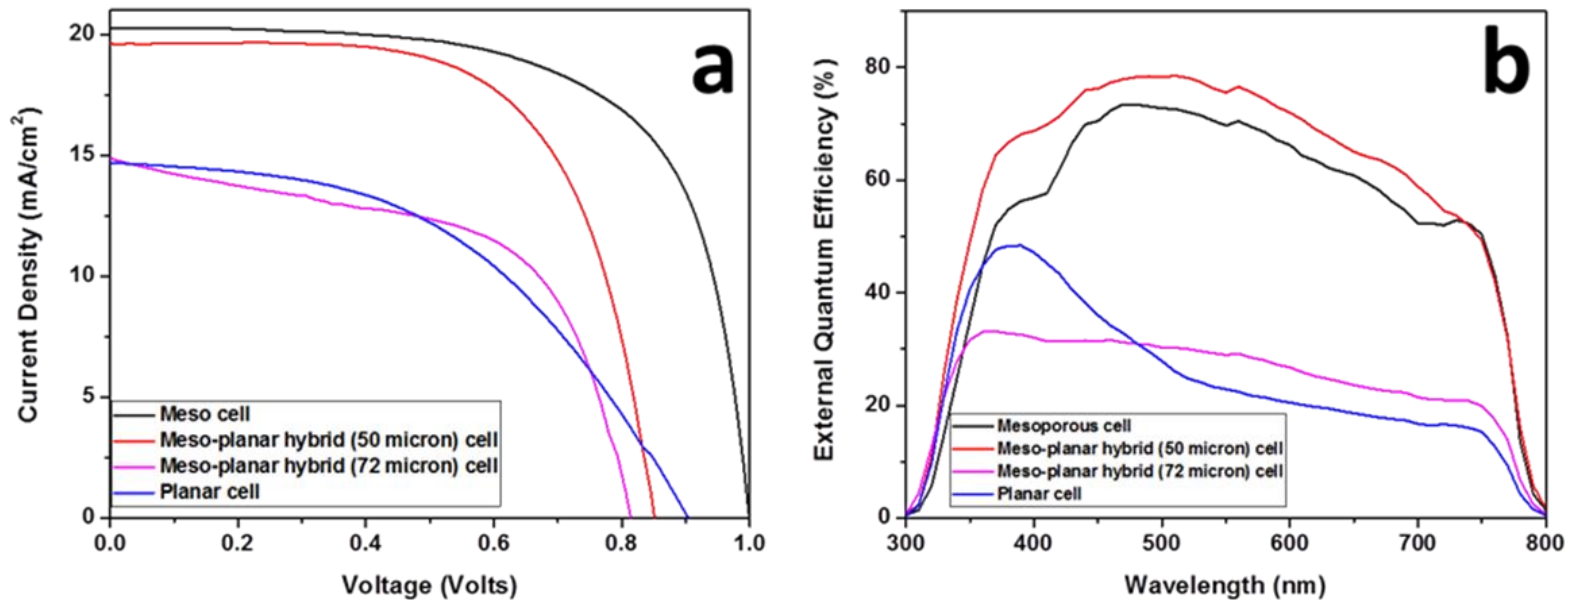 a
Current Density (mA/cm²)
20
15
10
5
0
Meso cell
Meso-planar hybrid (50 micron) cell
Meso-planar hybrid (72 micron) cell
Planar cell
0.0 0.2 0.4 0.6 0.8 1.0
Voltage (Volts)
b
External Quantum Efficiency (%)
80
60
40
20
0
Mesoporous cell
Meso-planar hybrid (50 micron) cell
Meso-planar hybrid (72 micron) cell
Planar cell
300 400 500 600 700 800
Wavelength (nm)